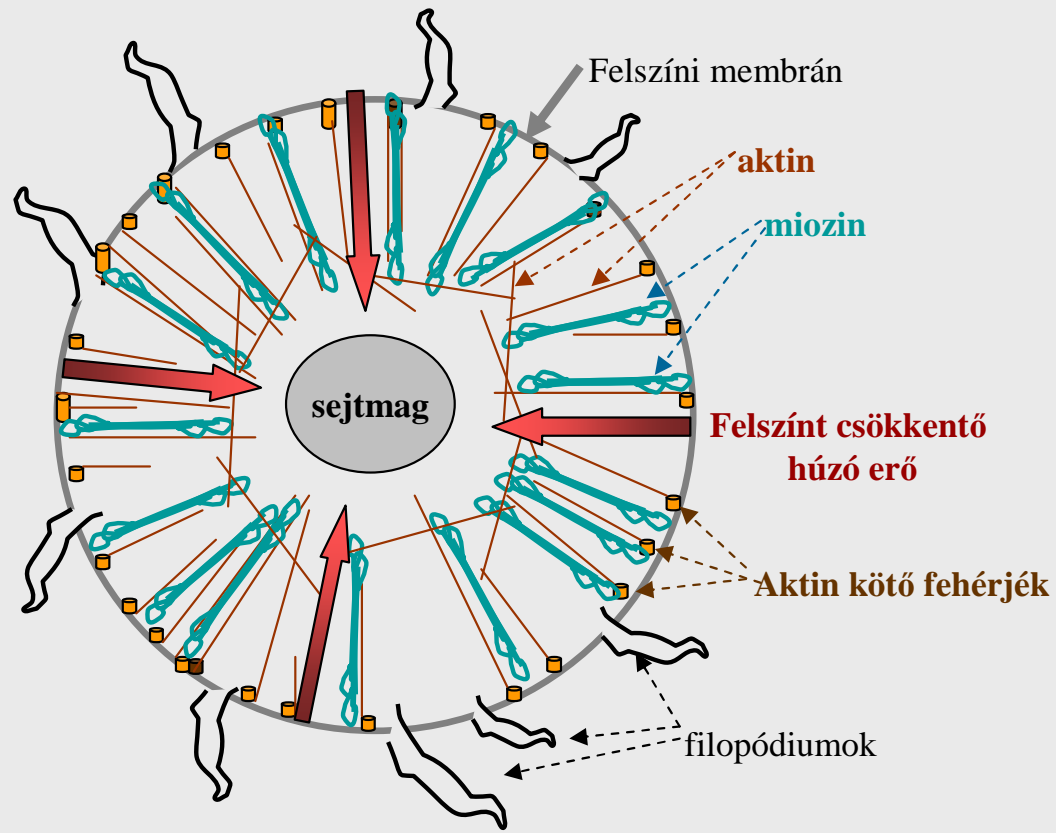 Felszíni membrán
aktin
miozin
sejtmag
Felszínt csökkentő
húzó erő
Aktin kötő fehérjék
filopódiumok